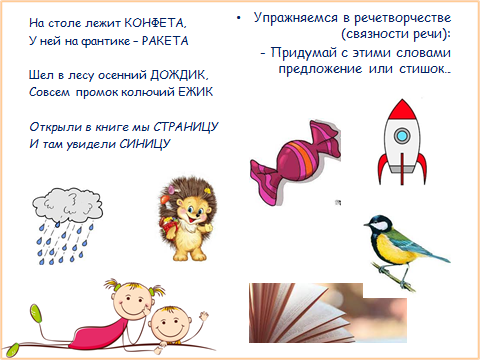 На столе лежит КОНФЕТА,
У ней на фантике – РАКЕТА
Шел в лесу осенний ДОЖДИК,
Совсем промок колючий ЕЖИК
Открыли в книге мы СТРАНИЦУ
И там увидели СИНИЦУ
• Упражняемся в речетворчестве
(связности речи):
- Придумай с этими словами
предложение или стишок…